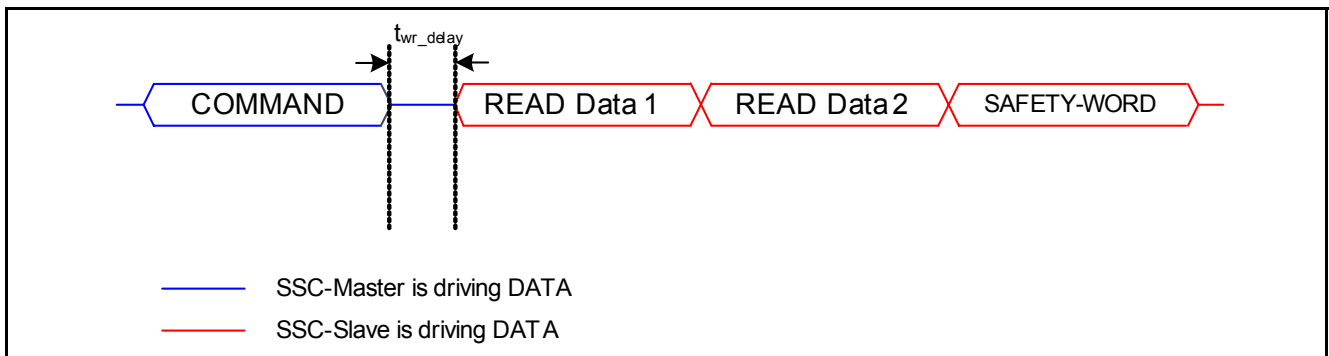 twr_delay
COMMAND READ Data 1 READ Data 2 SAFETY-WORD
SSC-Master is driving DATA
SSC-Slave is driving DATA